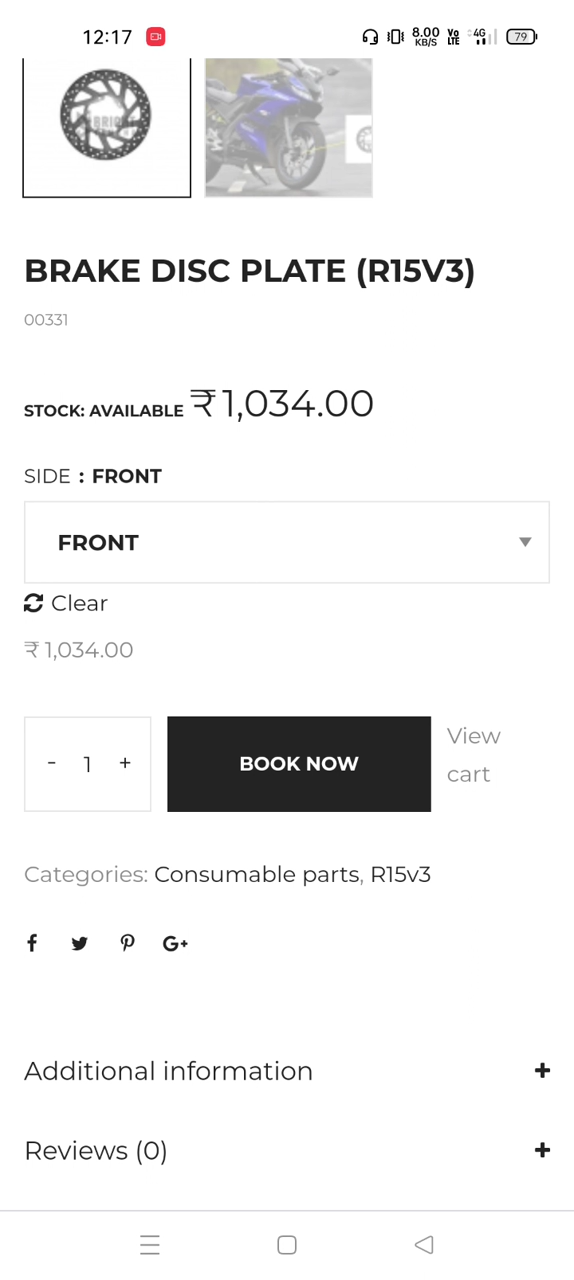 12:17
8.00 KB/S
Vo LTE
4G
79
BRAKE DISC PLATE (R15V3)
00331
STOCK: AVAILABLE ₹1,034.00
SIDE : FRONT
FRONT
Clear
₹1,034.00
- 1 +
BOOK NOW
View
cart
Categories: Consumable parts, R15v3
Additional information
Reviews (0)